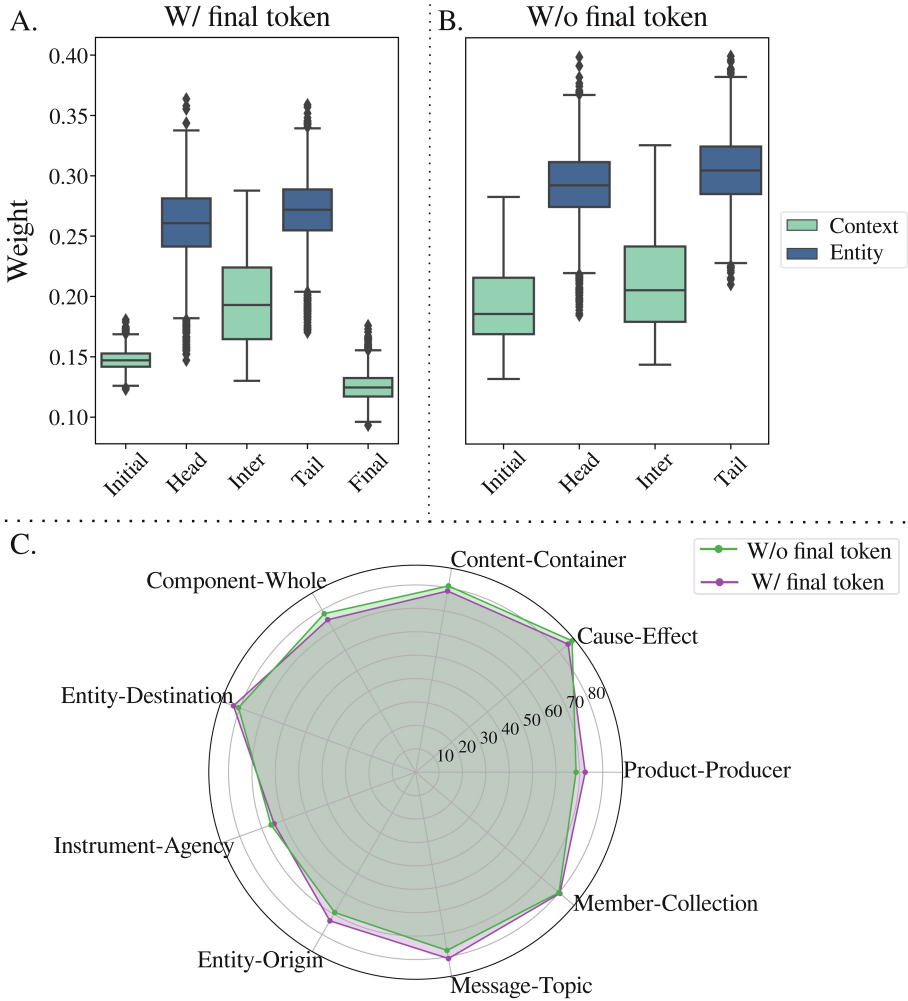 A.
W/ final token
B.
W/o final token
Weight
0.40
0.35
0.30
0.25
0.20
0.15
0.10
Initial
Head
Inter
Tail
Final
Initial
Head
Inter
Tail
Context
Entity
C.
W/o final token
W/ final token
Content-Container
Component-Whole
Cause-Effect
Entity-Destination
10 20 30 40 50 60 70 80
Product-Producer
Instrument-Agency
Member-Collection
Entity-Origin
Message-Topic